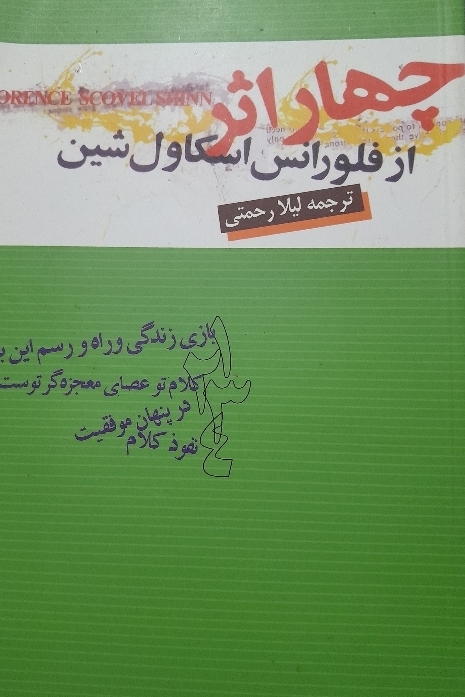 چهار اثر
ORENCE SCOVEL SHINN
از فلورانس اسکاول شین
ترجمه لیلا رحمتی
بازی زندگی و راه و رسم این ب
کلام تو عصای معجزه‌گر توست
در پنهان موفقیت
نفوذ کلام